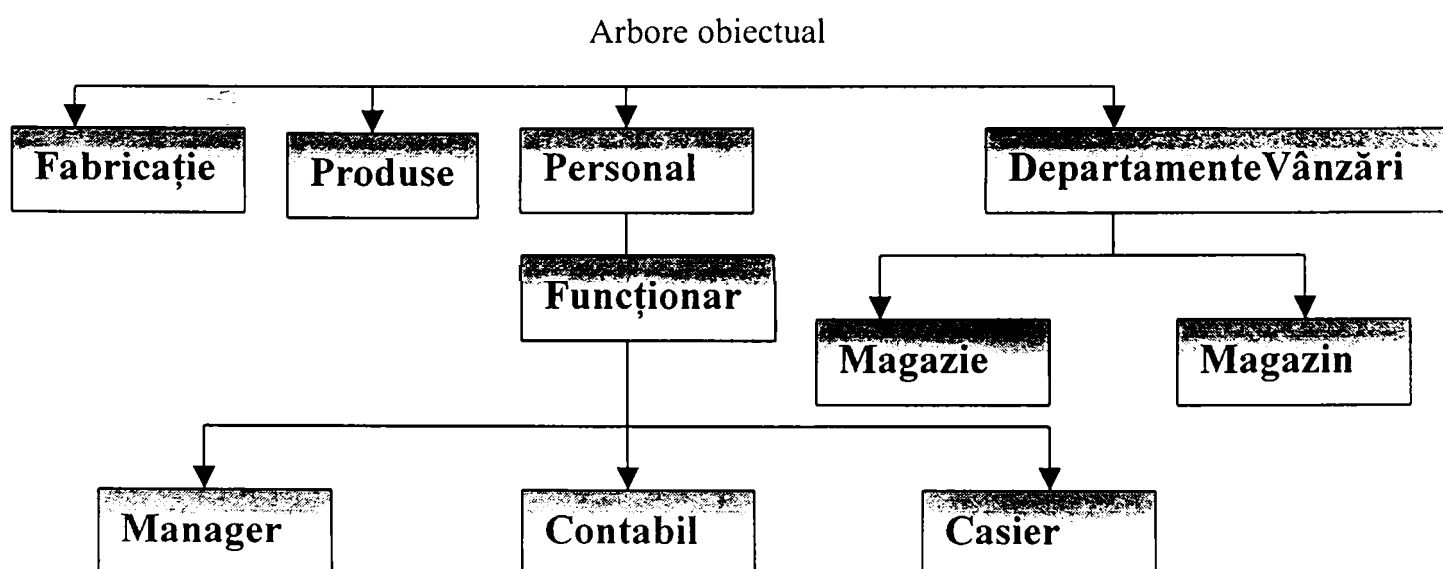 Arbore obiectual
Fabricație
Produse
Personal
DepartamenteVânzări
Funcționar
Magazie
Magazin
Manager
Contabil
Casier